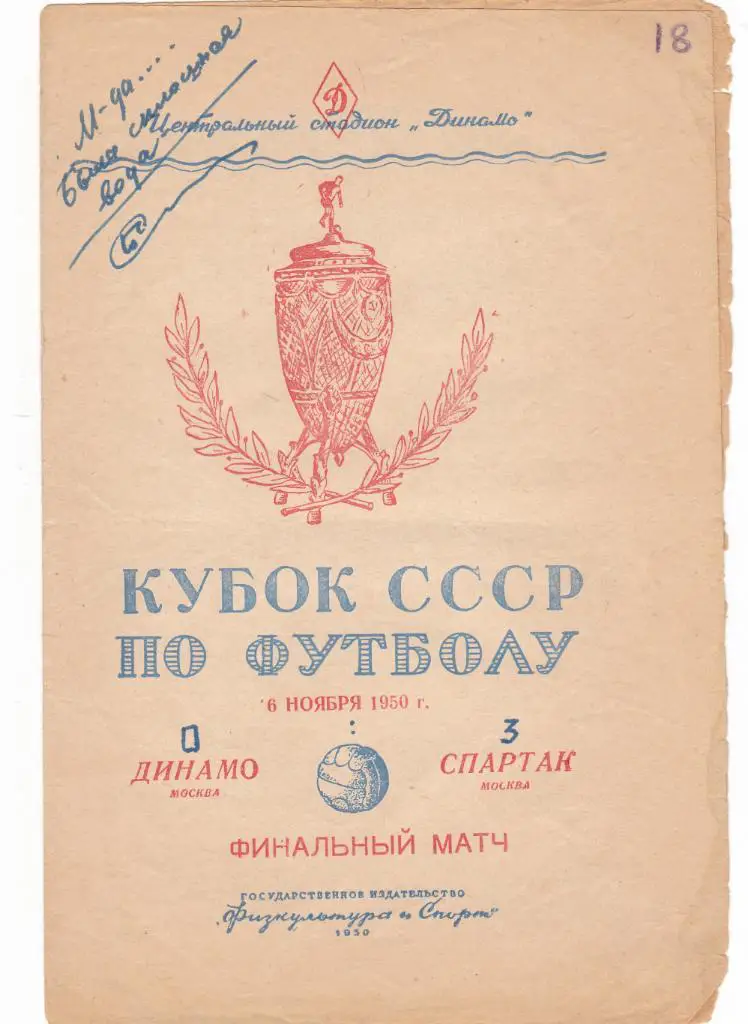 18
М-да....
Была сплошная
вода
Д
Центральный стадион „Динамо"
КУБОК СССР
ПО ФУТБОЛУ
6 НОЯБРЯ 1950 г.
0 : 3
ДИНАМО СПАРТАК
МОСКВА МОСКВА
ФИНАЛЬНЫЙ МАТЧ
ГОСУДАРСТВЕННОЕ ИЗДАТЕЛЬСТВО
„Физкультура и Спорт"
1950